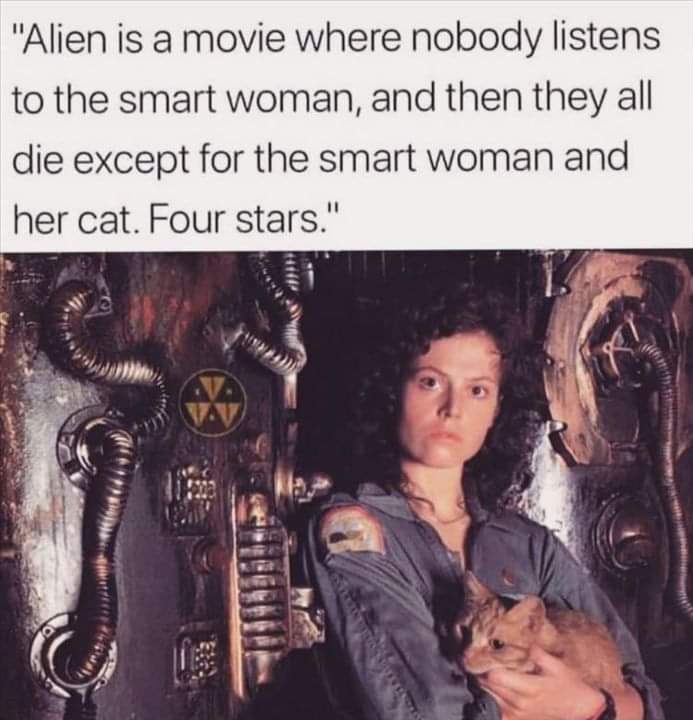 "Alien is a movie where nobody listens
to the smart woman, and then they all
die except for the smart woman and
her cat. Four stars."